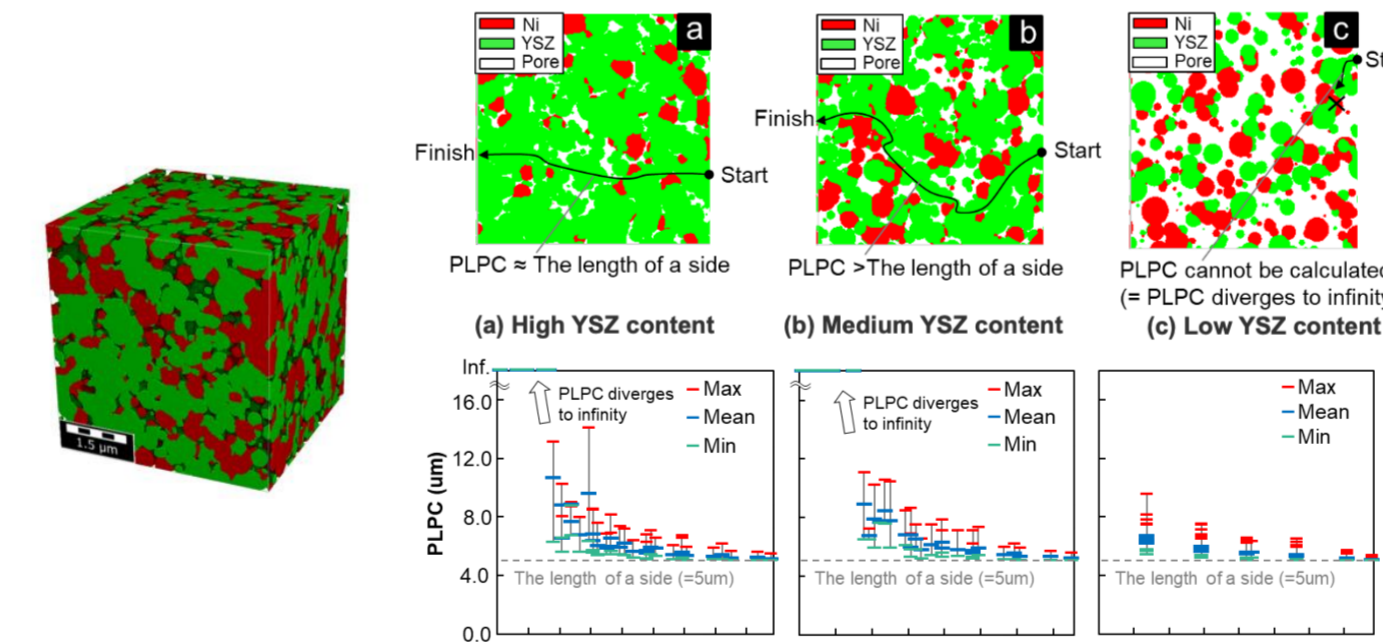 1.5 µm
Ni
YSZ
Pore
a
Finish
Start
PLPC ≈ The length of a side
(a) High YSZ content
Ni
YSZ
Pore
b
Finish
Start
PLPC >The length of a side
(b) Medium YSZ content
Ni
YSZ
Pore
c
PLPC cannot be calculated
(= PLPC diverges to infinity
(c) Low YSZ content
PLPC (um)
Inf.
16.0
12.0
8.0
4.0
0.0
PLPC diverges
to infinity
Max
Mean
Min
The length of a side (=5um)
PLPC diverges
to infinity
Max
Mean
Min
The length of a side (=5um)
Max
Mean
Min
The length of a side (=5um)